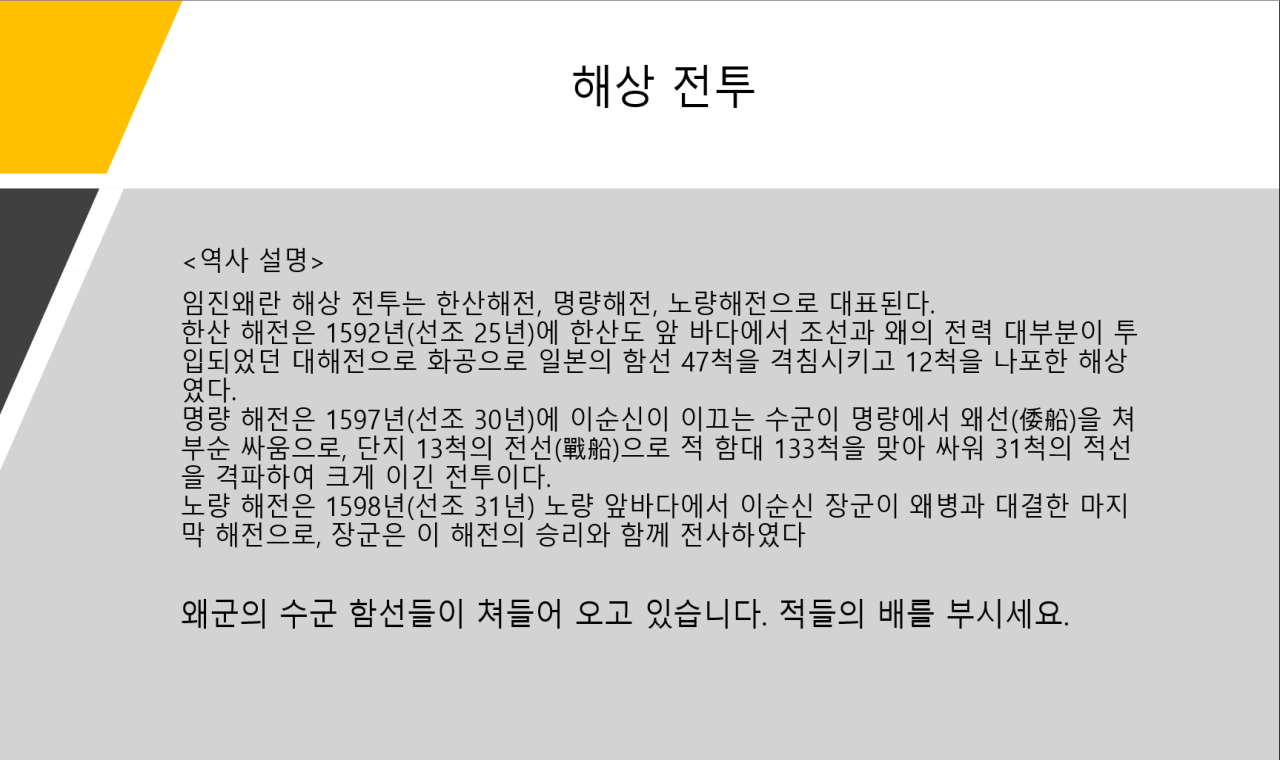 해상 전투
<역사 설명>
임진왜란 해상 전투는 한산해전, 명량해전, 노량해전으로 대표된다.
한산 해전은 1592년(선조 25년)에 한산도 앞 바다에서 조선과 왜의 전력 대부분이 투
입되었던 대해전으로 화공으로 일본의 함선 47척을 격침시키고 12척을 나포한 해상
였다.
명량 해전은 1597년(선조 30년)에 이순신이 이끄는 수군이 명량에서 왜선(倭船)을 쳐
부순 싸움으로, 단지 13척의 전선(戰船)으로 적 함대 133척을 맞아 싸워 31척의 적선
을 격파하여 크게 이긴 전투이다.
노량 해전은 1598년(선조 31년) 노량 앞바다에서 이순신 장군이 왜병과 대결한 마지
막 해전으로, 장군은 이 해전의 승리와 함께 전사하였다
왜군의 수군 함선들이 쳐들어 오고 있습니다. 적들의 배를 부시세요.